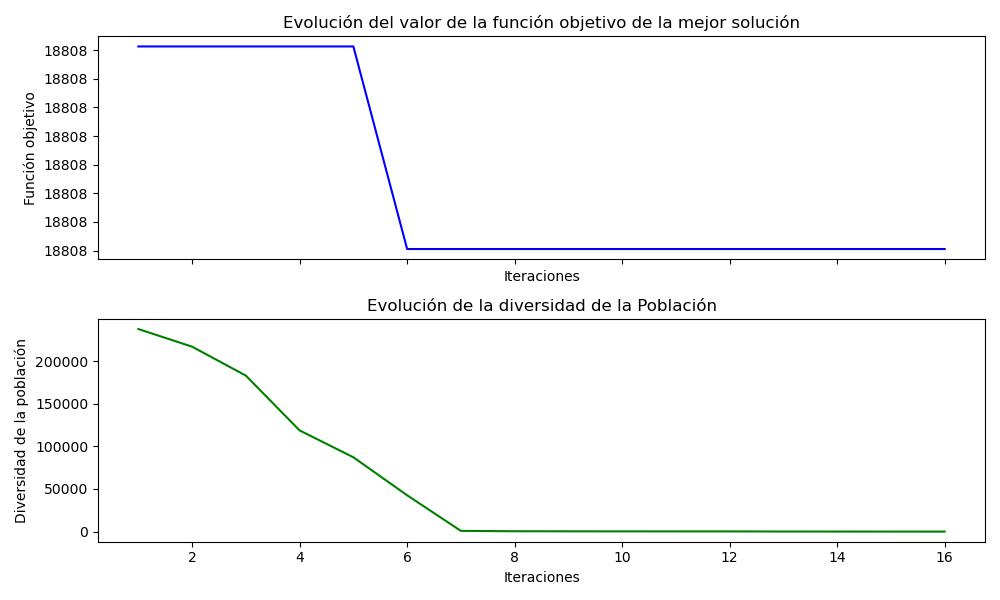 Evolución del valor de la función objetivo de la mejor solución
Función objetivo
18808
18808
18808
18808
18808
18808
18808
18808
Iteraciones
Evolución de la diversidad de la Población
Diversidad de la población
200000
150000
100000
50000
0
2 4 6 8 10 12 14 16
Iteraciones